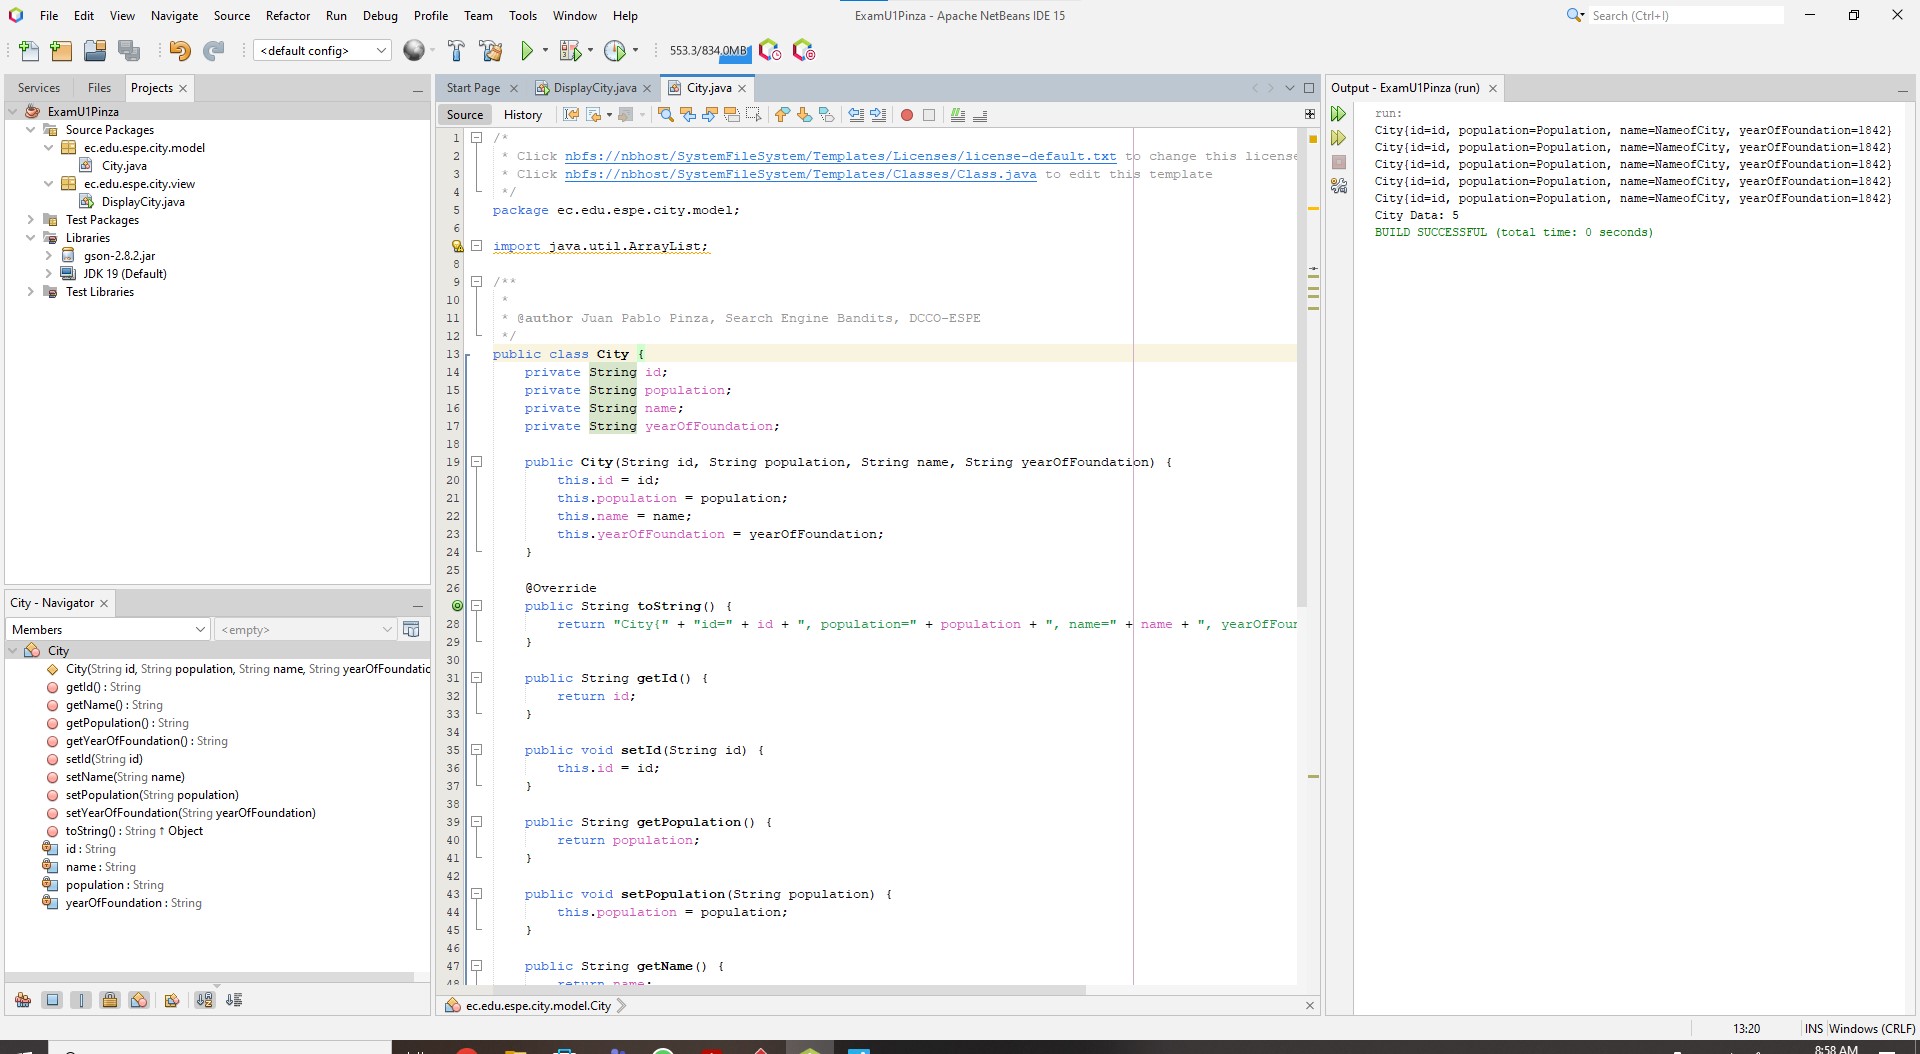 File Edit View Navigate Source Refactor Run Debug Profile Team Tools Window Help
ExamU1Pinza - Apache NetBeans IDE 15
Search (Ctrl+I)
<default config>
553.3/834.0MB
Services Files Projects
ExamU1Pinza
Source Packages
ec.edu.espe.city.model
City.java
ec.edu.espe.city.view
DisplayCity.java
Test Packages
Libraries
gson-2.8.2.jar
JDK 19 (Default)
Test Libraries
City - Navigator
Members
<empty>
City
City(String id, String population, String name, String yearOfFoundatic
getId() : String
getName() : String
getPopulation() : String
getYearOfFoundation() : String
setId(String id)
setName(String name)
setPopulation(String population)
setYearOfFoundation(String yearOfFoundation)
toString() : String ↑ Object
id : String
name : String
population : String
yearOfFoundation : String
Start Page DisplayCity.java City.java
Source History
1 /*
2 * Click nbfs://nbhost/SystemFileSystem/Templates/Licenses/license-default.txt to change this license
3 * Click nbfs://nbhost/SystemFileSystem/Templates/Classes/Class.java to edit this template
4 */
5 package ec.edu.espe.city.model;
6
import java.util.ArrayList;
8
9 /**
10 *
11 * @author Juan Pablo Pinza, Search Engine Bandits, DCCO-ESPE
12 */
13 public class City {
14 private String id;
15 private String population;
16 private String name;
17 private String yearOfFoundation;
18
19 public City(String id, String population, String name, String yearOfFoundation) {
20 this.id = id;
21 this.population = population;
22 this.name = name;
23 this.yearOfFoundation = yearOfFoundation;
24 }
25
26 @Override
public String toString() {
28 return "City{" + "id=" + id + ", population=" + population + ", name=" + name + ", yearOfFoun
29 }
30
31 public String getId() {
32 return id;
33 }
34
35 public void setId(String id) {
36 this.id = id;
37 }
38
39 public String getPopulation() {
40 return population;
41 }
42
43 public void setPopulation(String population) {
44 this.population = population;
45 }
46
47 public String getName() {
48 return name;
ec.edu.espe.city.model.City
Output - ExamU1Pinza (run)
run:
City{id=id, population=Population, name=NameofCity, yearOfFoundation=1842}
City{id=id, population=Population, name=NameofCity, yearOfFoundation=1842}
City{id=id, population=Population, name=NameofCity, yearOfFoundation=1842}
City{id=id, population=Population, name=NameofCity, yearOfFoundation=1842}
City{id=id, population=Population, name=NameofCity, yearOfFoundation=1842}
City Data: 5
BUILD SUCCESSFUL (total time: 0 seconds)
13:20 INS Windows (CRLF)
8:58 AM